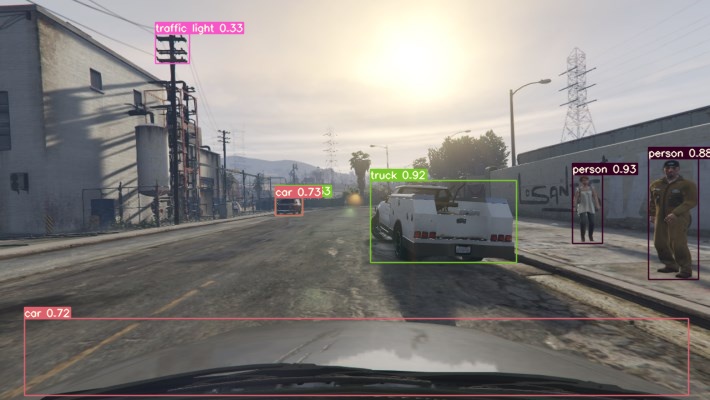 traffic light 0.33
person 0.88
person 0.93
truck 0.92
car 0.73
3
car 0.72